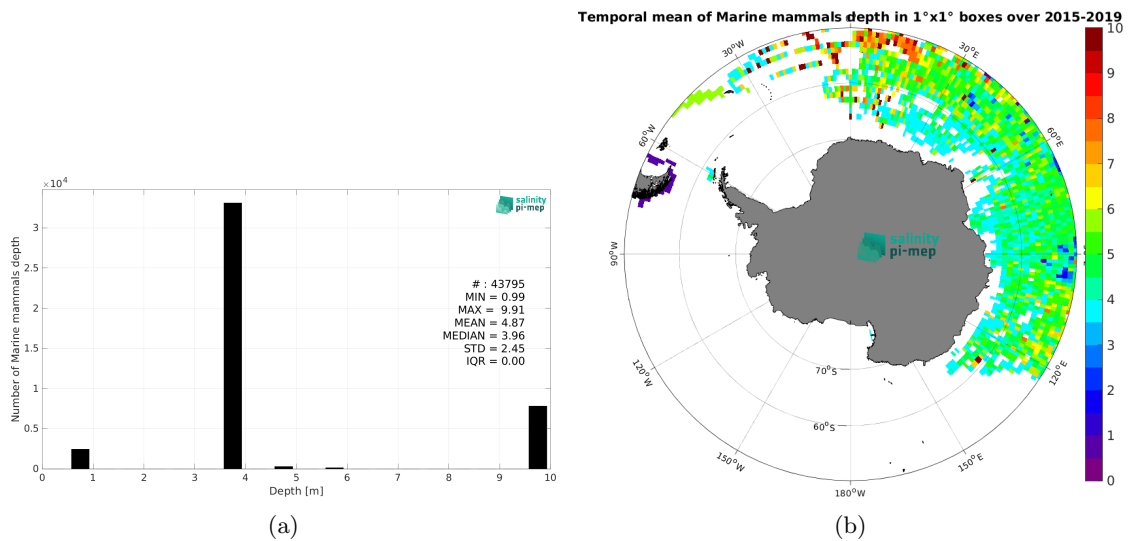 Temporal mean of Marine mammals depth in 1°x1° boxes over 2015-2019
×10⁴
3
2.5
2
1.5
1
0.5
0
Number of Marine mammals depth
salinity
pi-mep
# : 43795
MIN = 0.99
MAX = 9.91
MEAN = 4.87
MEDIAN = 3.96
STD = 2.45
IQR = 0.00
0 1 2 3 4 5 6 7 8 9 10
Depth [m]
(a)
30°W
30°E
60°W
60°E
90°W
120°W
120°E
150°W
150°E
180°W
70°S
60°S
salinity
pi-mep
10
9
8
7
6
5
4
3
2
1
0
(b)